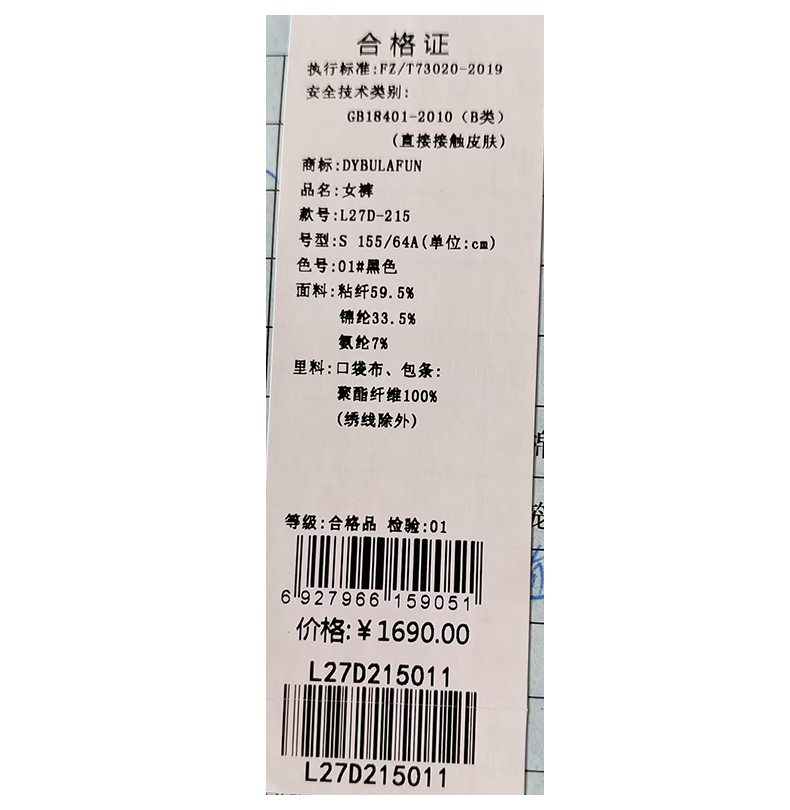 合格证
执行标准:FZ/T73020-2019
安全技术类别:
GB18401-2010（B类）
(直接接触皮肤)
商标:DYBULAFUN
品名:女裤
款号:L27D-215
号型:S 155/64A(单位:cm)
色号:01#黑色
面料:粘纤59.5%
锦纶33.5%
氨纶7%
里料:口袋布、包条:
聚酯纤维100%
(绣线除外)
等级:合格品 检验:01
6 927966 159051
价格:￥1690.00
L27D215011
L27D215011